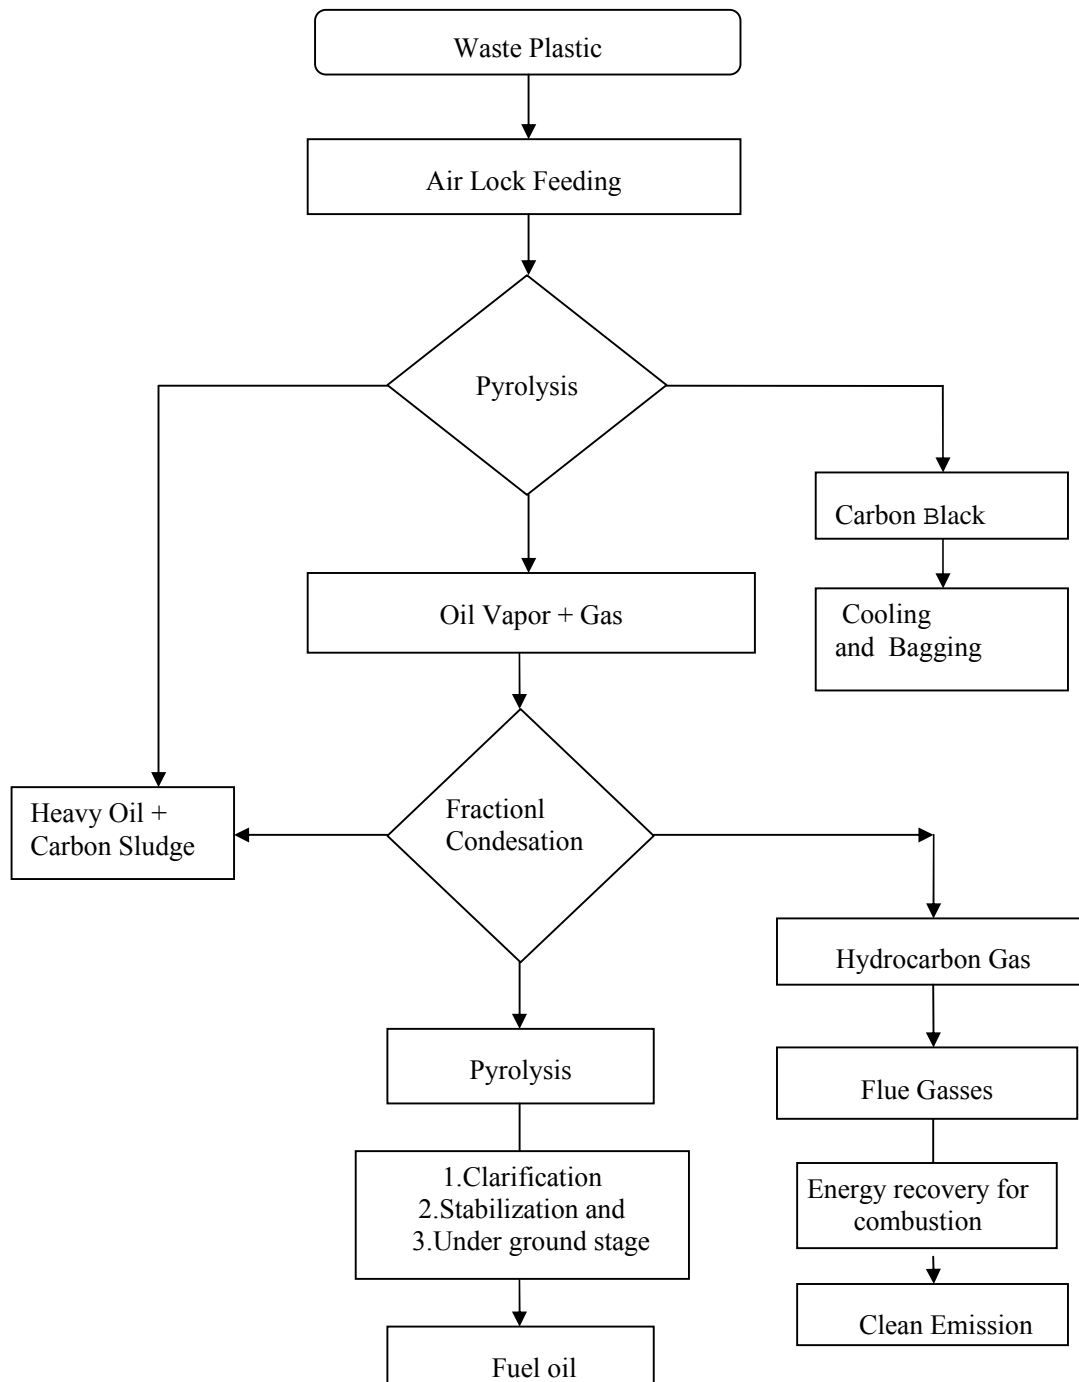 Waste Plastic
Air Lock Feeding
Pyrolysis
Carbon Black
Oil Vapor + Gas
Cooling
and Bagging
Heavy Oil +
Carbon Sludge
Fractionl
Condesation
Hydrocarbon Gas
Pyrolysis
Flue Gasses
1.Clarification
2.Stabilization and
3.Under ground stage
Energy recovery for
combustion
Clean Emission
Fuel oil